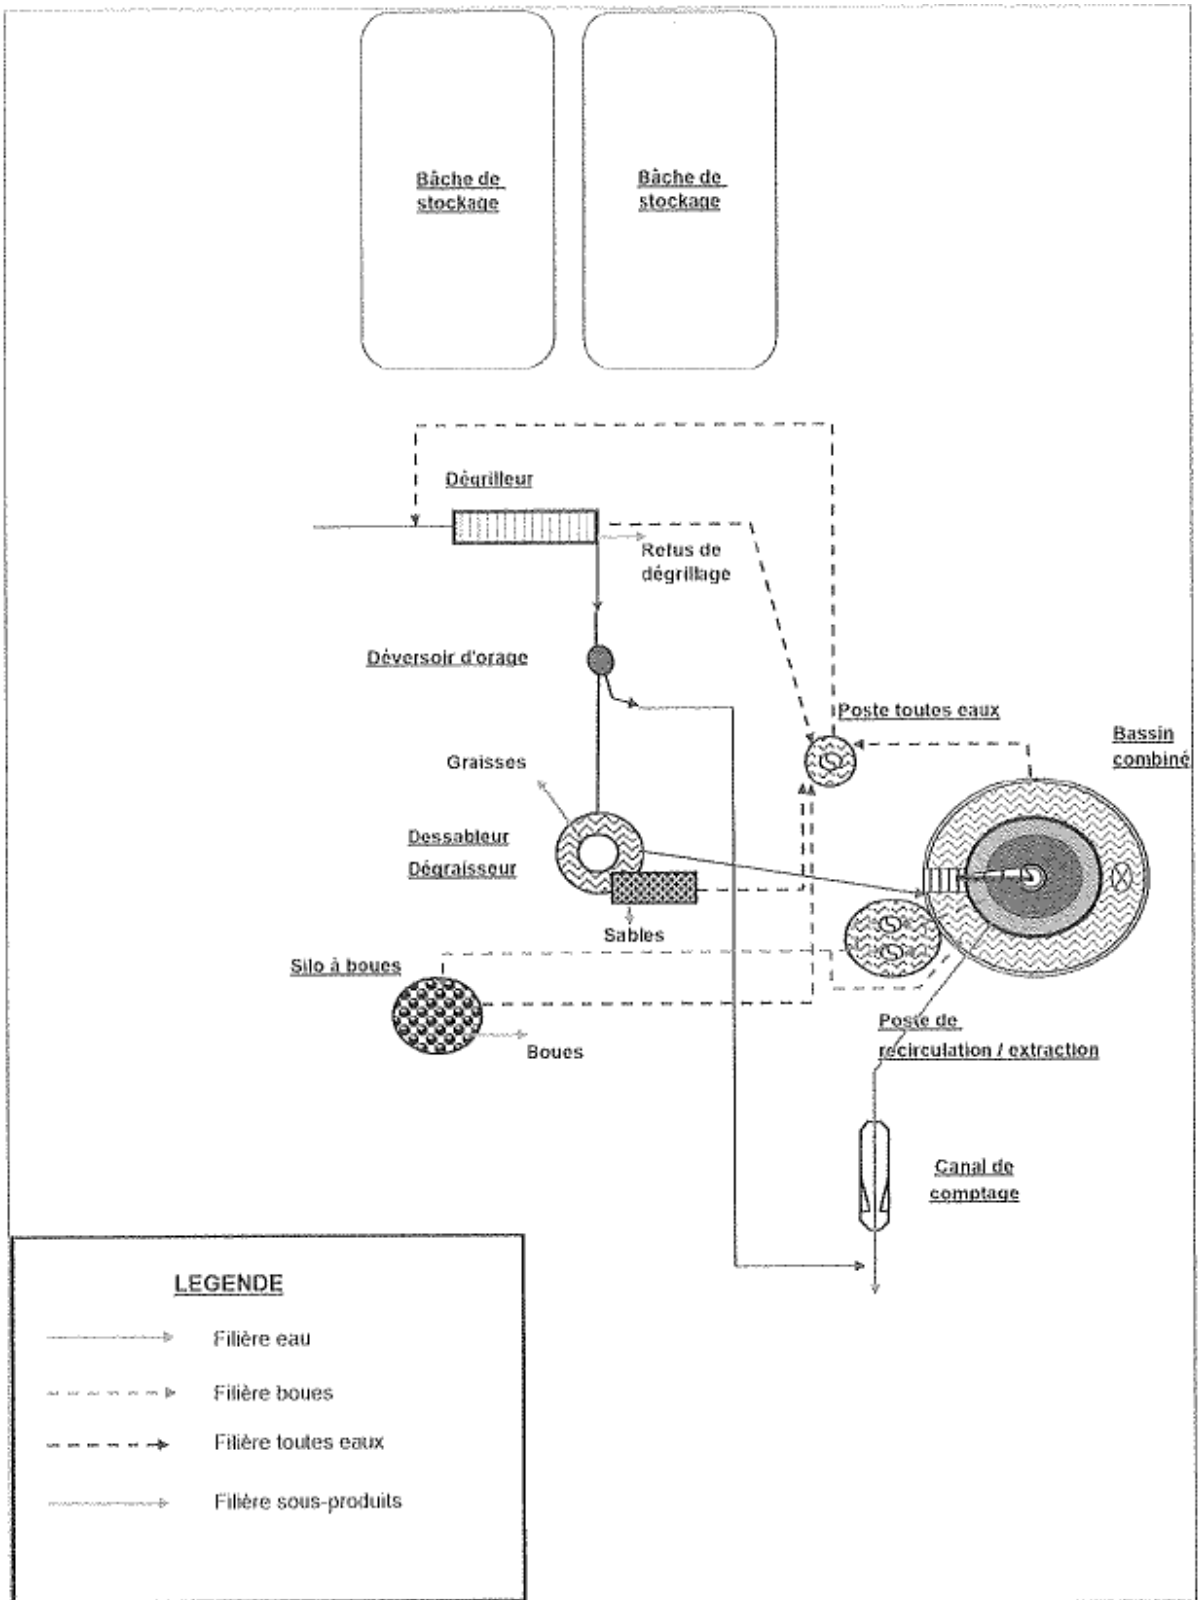 Bâche de
stockage
Bâche de
stockage
Dégrilleur
Refus de
dégrillage
Déversoir d'orage
Poste toutes eaux
Bassin
combiné
Graisses
Dessableur
Dégraisseur
Sables
Silo à boues
Boues
Poste de
recirculation / extraction
Canal de
comptage
LEGENDE
Filière eau
Filière boues
Filière toutes eaux
Filière sous-produits